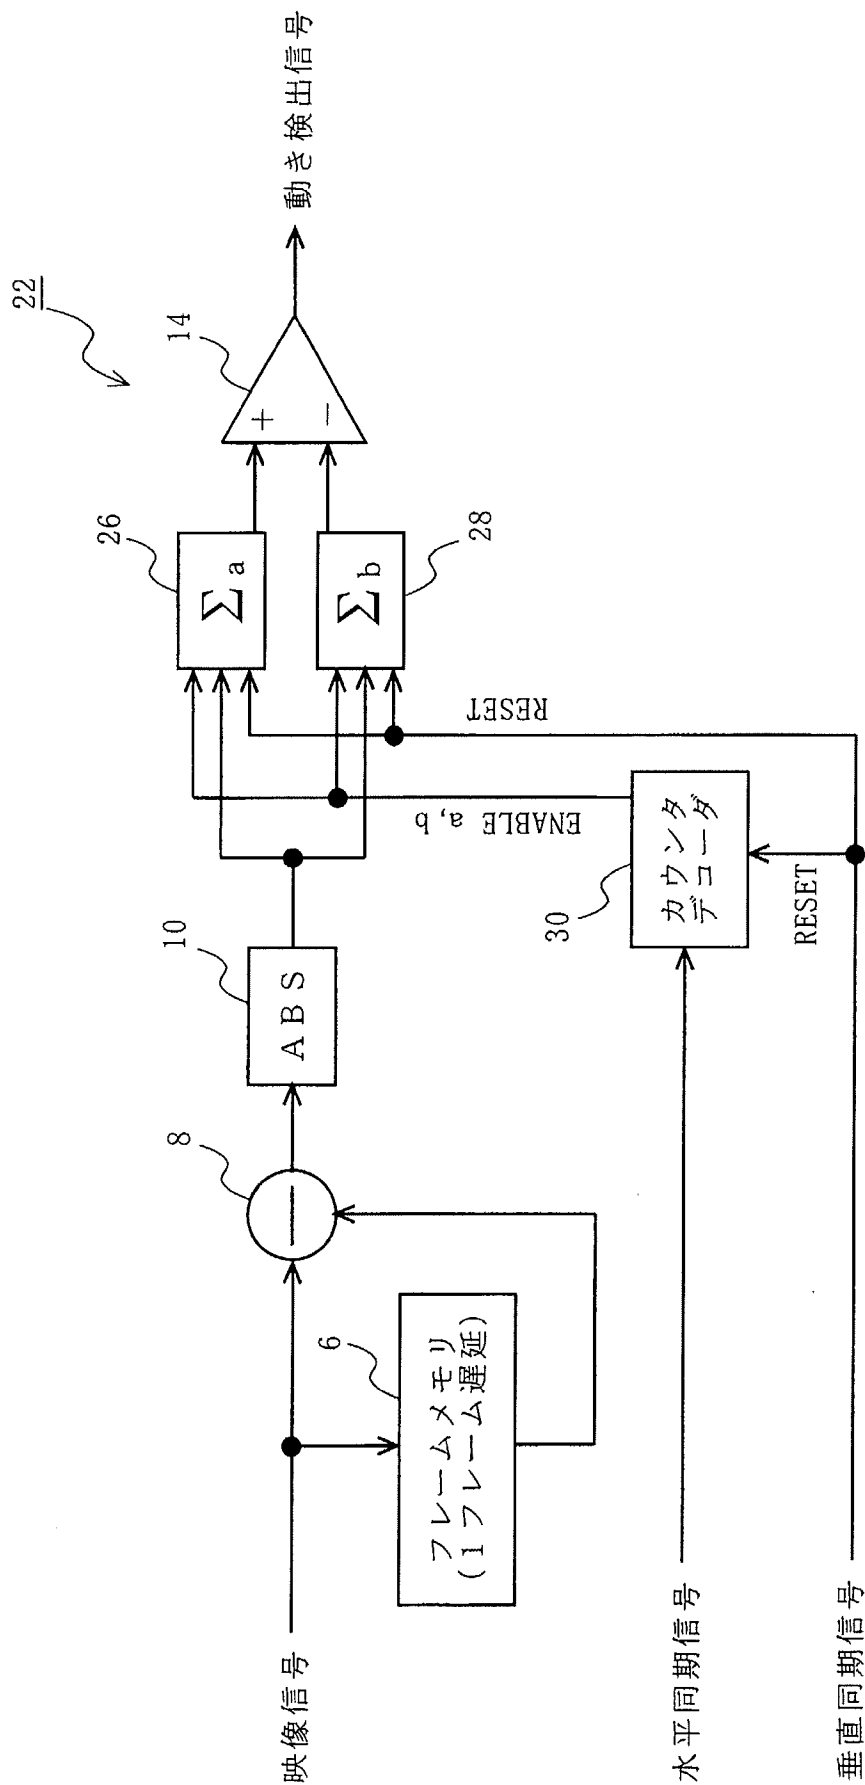 22
映像信号
フレームメモリ
(1フレーム遅延)
6
8
ABS
10
Σa
26
Σb
28
+
−
14
動き検出信号
ENABLE a,b
RESET
水平同期信号
カウンタ
デコーダ
30
RESET
垂直同期信号